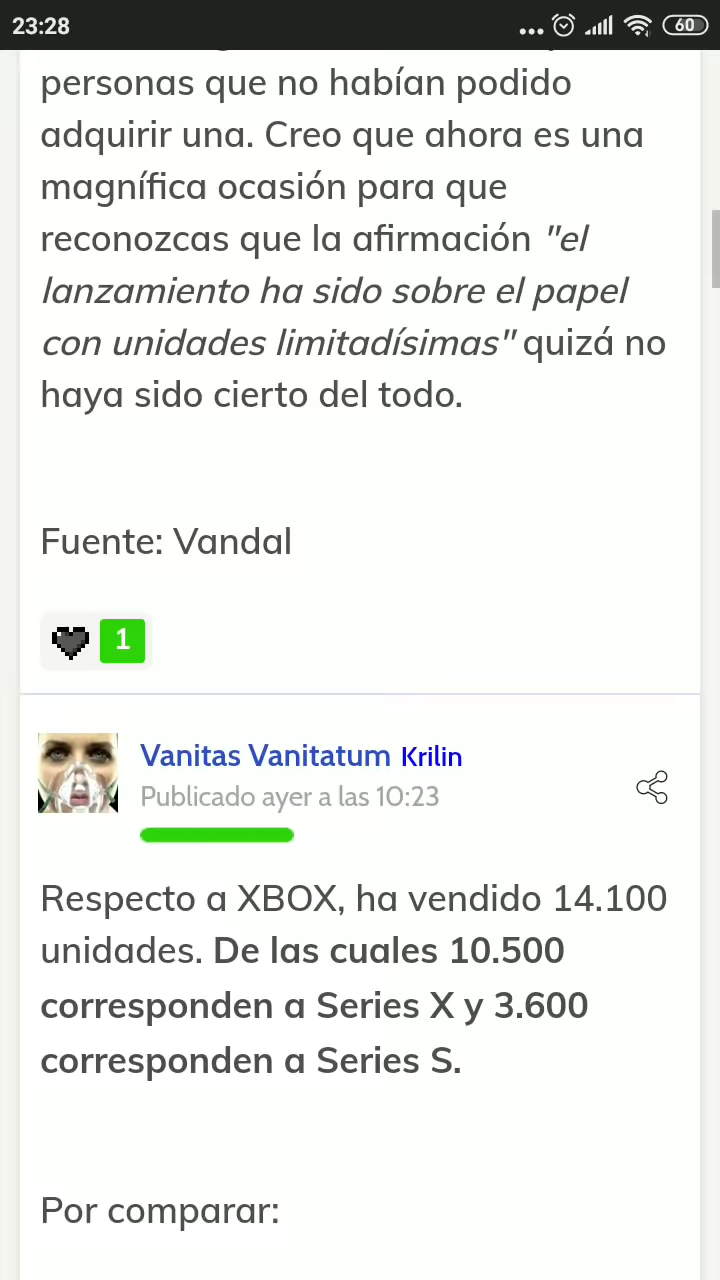 23:28
60
personas que no habían podido
adquirir una. Creo que ahora es una
magnífica ocasión para que
reconozcas que la afirmación "el
lanzamiento ha sido sobre el papel
con unidades limitadísimas" quizá no
haya sido cierto del todo.
Fuente: Vandal
1
Vanitas Vanitatum Krilin
Publicado ayer a las 10:23
Respecto a XBOX, ha vendido 14.100
unidades. De las cuales 10.500
corresponden a Series X y 3.600
corresponden a Series S.
Por comparar: